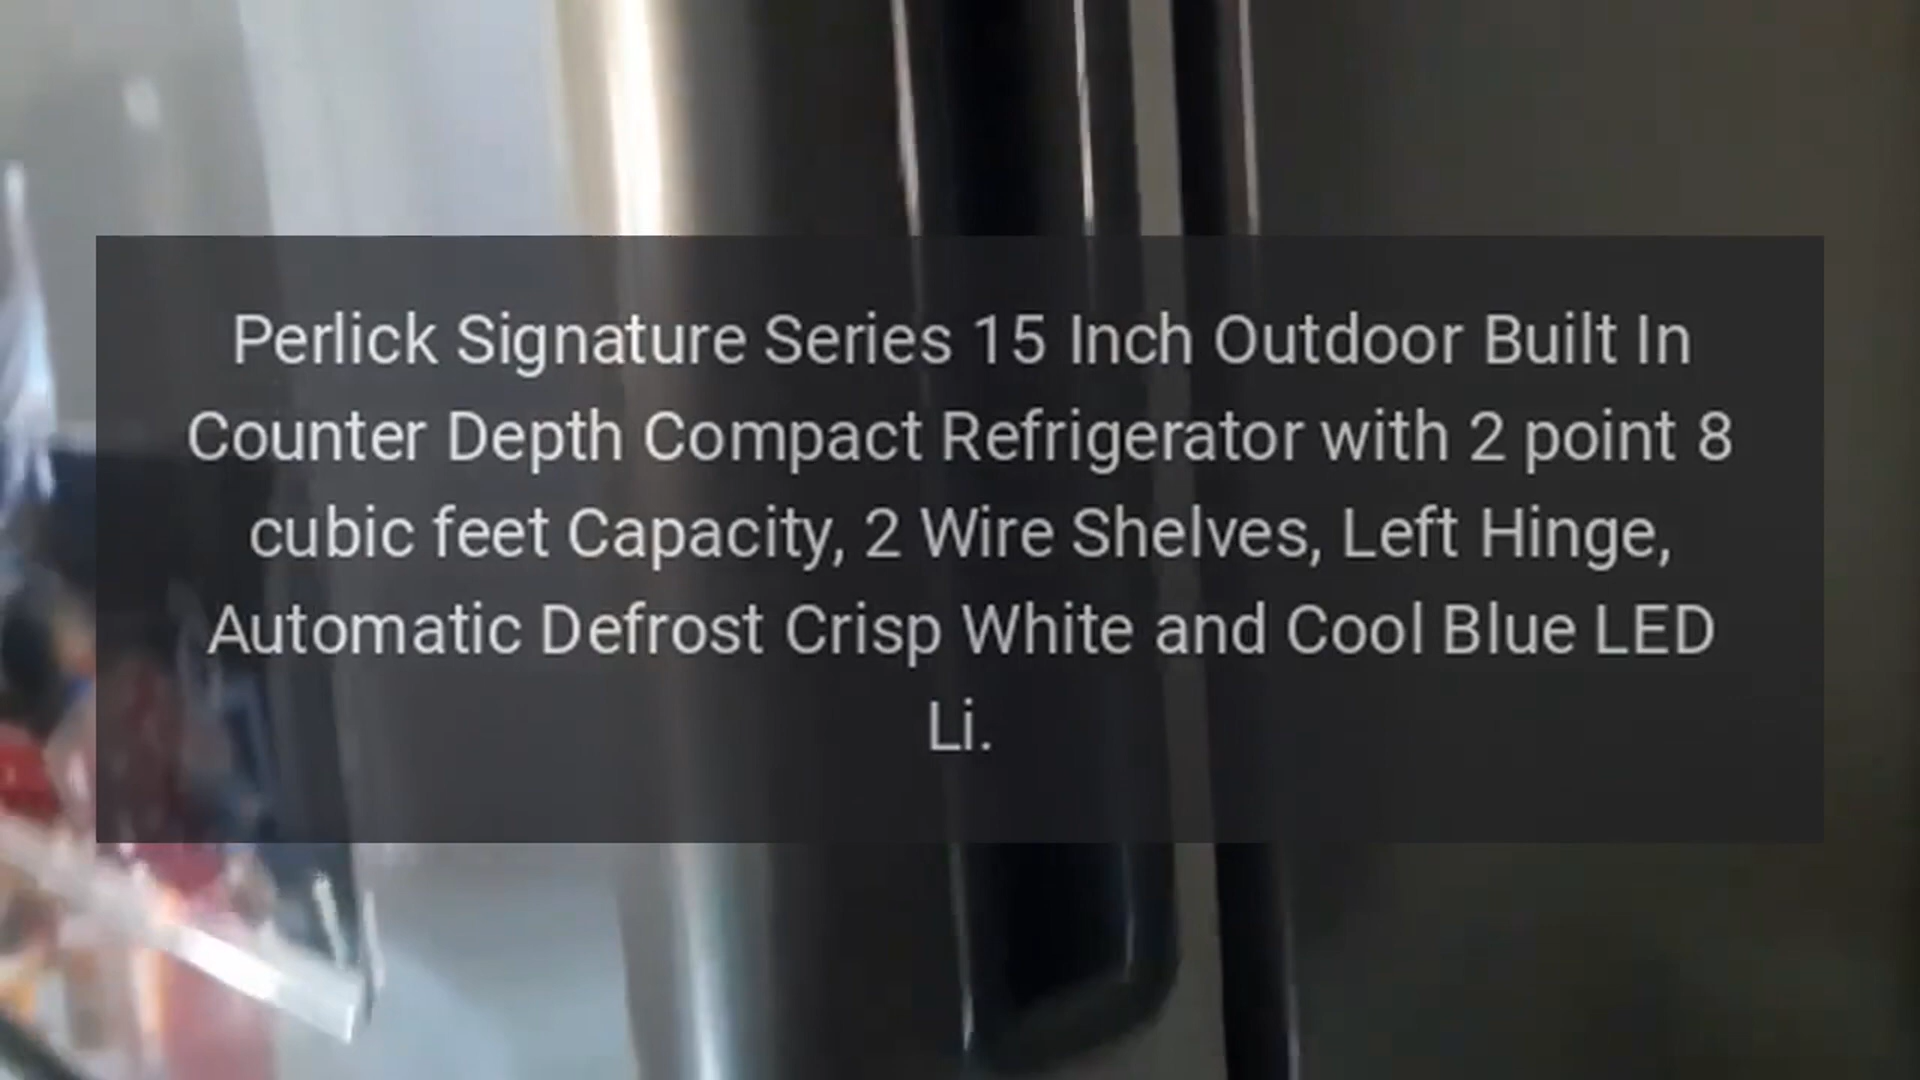 Perlick Signature Series 15 Inch Outdoor Built In
Counter Depth Compact Refrigerator with 2 point 8
cubic feet Capacity, 2 Wire Shelves, Left Hinge,
Automatic Defrost Crisp White and Cool Blue LED
Li.